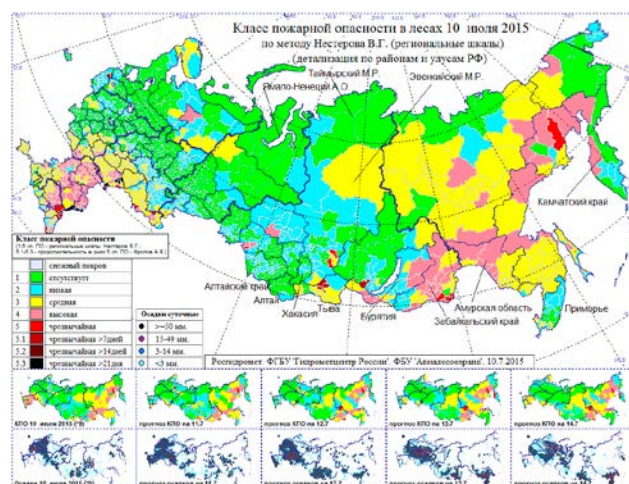 Класс пожарной опасности в лесах 10 июля 2015
по методу Нестерова В.Г. (региональные шкалы)
(детализация по районам и улусам РФ)
Таймырский М.Р.
Эвенкийский М.Р.
Ямало-Ненецкий А.О.
Камчатский край
Класс пожарной опасности
снежный покров
1 отсутствует
2 низкая
3 средняя
4 высокая
5 чрезвычайная
5.1 чрезвычайная >7дней
5.2 чрезвычайная >14дней
5.3 чрезвычайная >21дня
Осадки суточные
>=50 мм.
15-49 мм.
3-14 мм.
<3 мм.
Алтайский край
Алтай
Хакасия
Тыва
Бурятия
Амурская область
Забайкальский край
Приморье
Росгидромет. ФГБУ "Гидрометцентр России". ФБУ "Авиалесоохрана". 10.7.2015
КПО 10 июля 2015
прогноз КПО на 11.7
прогноз КПО на 12.7
прогноз КПО на 13.7
прогноз КПО на 14.7